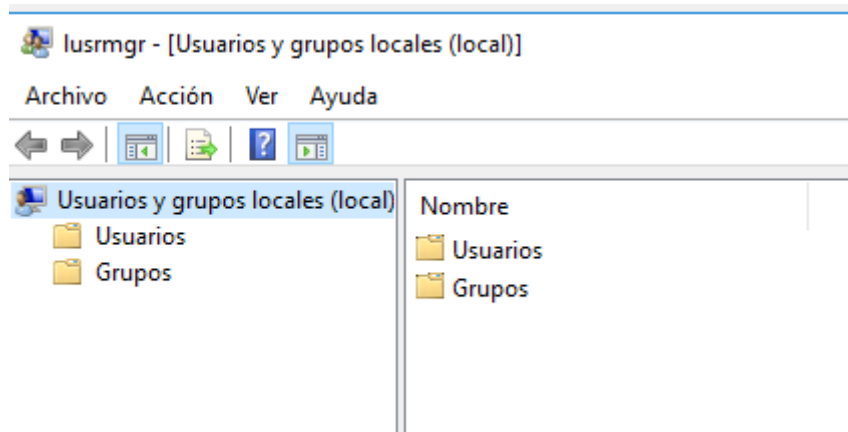 lusrmgr - [Usuarios y grupos locales (local)]
Archivo Acción Ver Ayuda
Usuarios y grupos locales (local)
Usuarios
Grupos
Nombre
Usuarios
Grupos